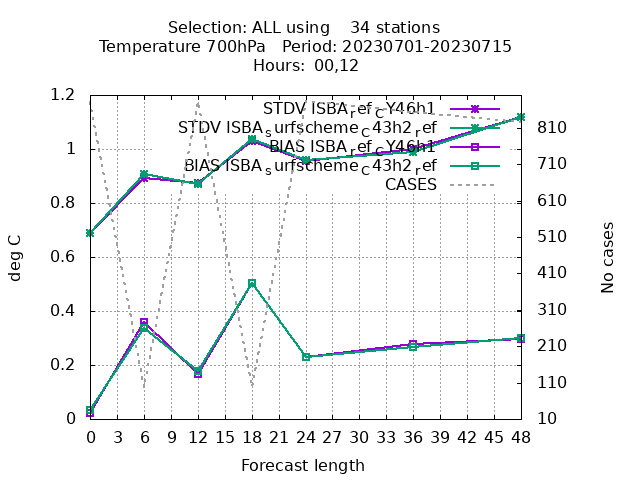 Selection: ALL using 34 stations
Temperature 700hPa Period: 20230701-20230715
Hours: 00,12
STDV ISBA_ref_CY46h1
STDV ISBA_surfscheme_C43h2_ref
BIAS ISBA_ref_CY46h1
BIAS ISBA_surfscheme_C43h2_ref
CASES
1.2
1
0.8
0.6
0.4
0.2
0
deg C
810
710
610
510
410
310
210
110
10
No cases
0 3 6 9 12 15 18 21 24 27 30 33 36 39 42 45 48
Forecast length